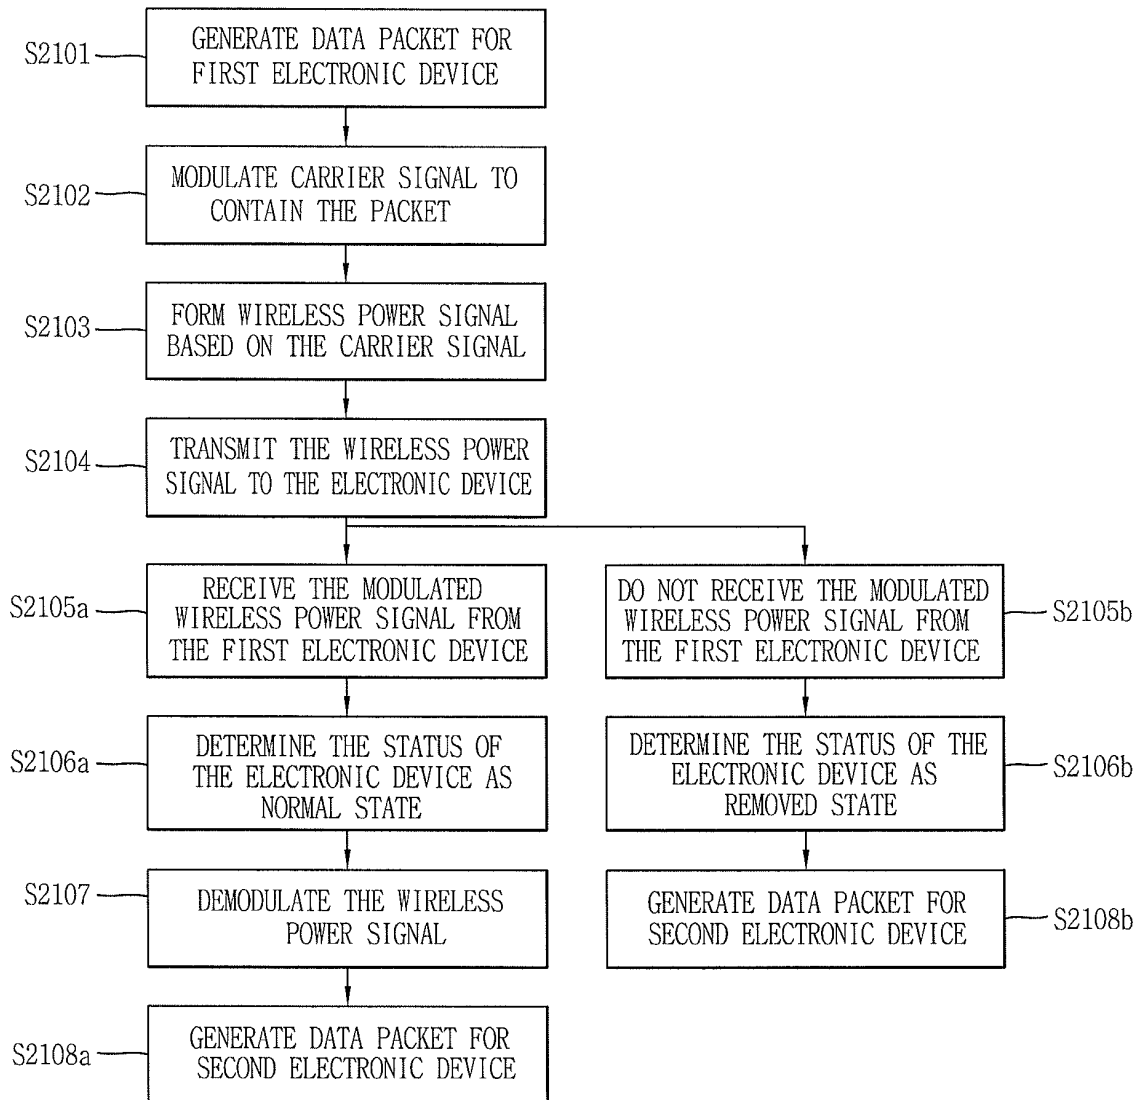 S2101
GENERATE DATA PACKET FOR
FIRST ELECTRONIC DEVICE
S2102
MODULATE CARRIER SIGNAL TO
CONTAIN THE PACKET
S2103
FORM WIRELESS POWER SIGNAL
BASED ON THE CARRIER SIGNAL
S2104
TRANSMIT THE WIRELESS POWER
SIGNAL TO THE ELECTRONIC DEVICE
S2105a
RECEIVE THE MODULATED
WIRELESS POWER SIGNAL FROM
THE FIRST ELECTRONIC DEVICE
DO NOT RECEIVE THE MODULATED
WIRELESS POWER SIGNAL FROM
THE FIRST ELECTRONIC DEVICE
S2105b
S2106a
DETERMINE THE STATUS OF
THE ELECTRONIC DEVICE AS
NORMAL STATE
DETERMINE THE STATUS OF THE
ELECTRONIC DEVICE AS
REMOVED STATE
S2106b
S2107
DEMODULATE THE WIRELESS
POWER SIGNAL
GENERATE DATA PACKET FOR
SECOND ELECTRONIC DEVICE
S2108b
S2108a
GENERATE DATA PACKET FOR
SECOND ELECTRONIC DEVICE